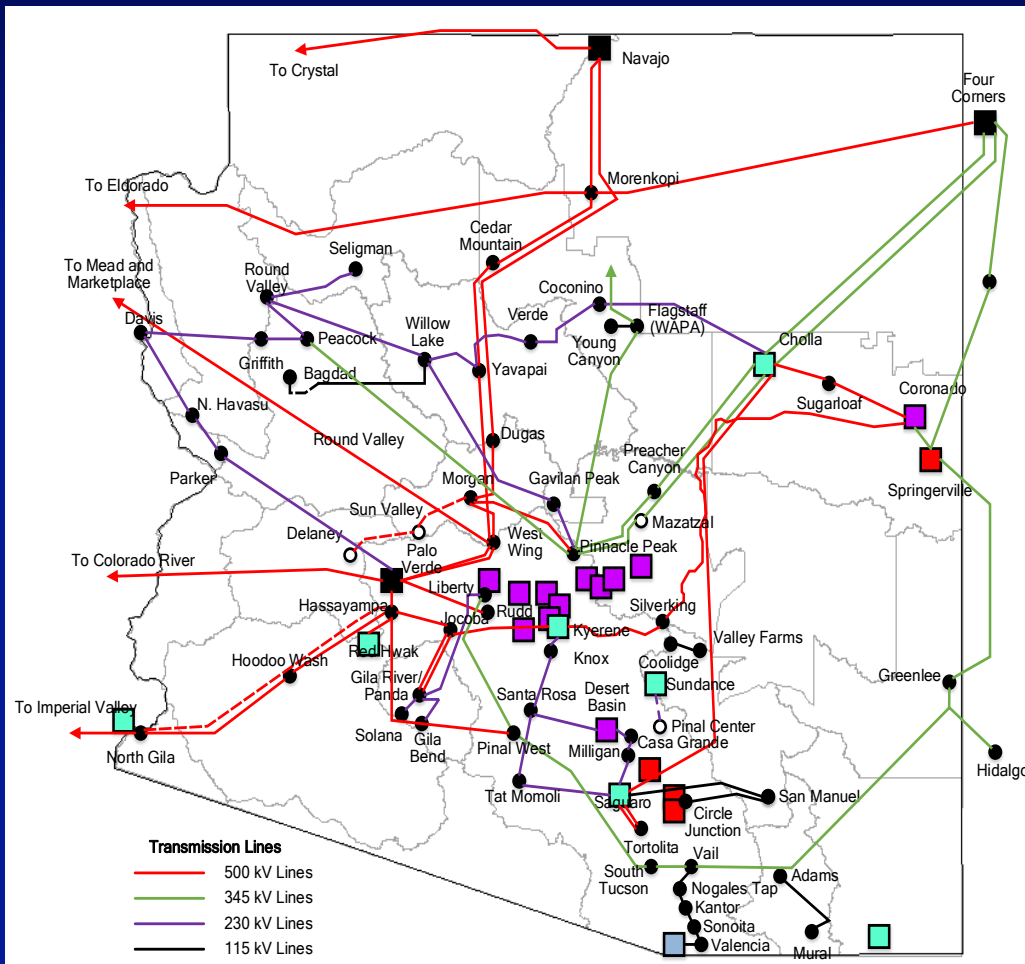 To Crystal
Navajo
Four
Corners
Morenkopi
To Eldorado
Cedar
Mountain
Seligman
To Mead and
Marketplace
Round
Valley
Coconino
Verde
Flagstaff
(WAPA)
Davis
Willow
Lake
Young
Canyon
Cholla
Peacock
Griffith
Bagdad
Yavapai
Sugarloaf
Coronado
N. Havasu
Round Valley
Dugas
Preacher
Canyon
Parker
Morgan
Gavilan Peak
Springerville
Sun Valley
Mazatzal
Delaney
West
Wing
Palo
Verde
Pinnacle Peak
To Colorado River
Liberty
Hassayampa
Rudd
Silverking
Jocoba
Kyerene
Red Hwak
Valley Farms
Knox
Hoodoo Wash
Coolidge
Gila River/
Panda
Sundance
Greenlee
Santa Rosa
Desert
Basin
To Imperial Valley
Pinal Center
Solana
Casa Grande
North Gila
Gila
Bend
Pinal West
Milligan
Hidalgo
Tat Momoli
Saguaro
San Manuel
Circle
Junction
Tortolita
Vail
South
Tucson
Adams
Nogales Tap
Kantor
Sonoita
Valencia
Mural
Transmission Lines
500 kV Lines
345 kV Lines
230 kV Lines
115 kV Lines